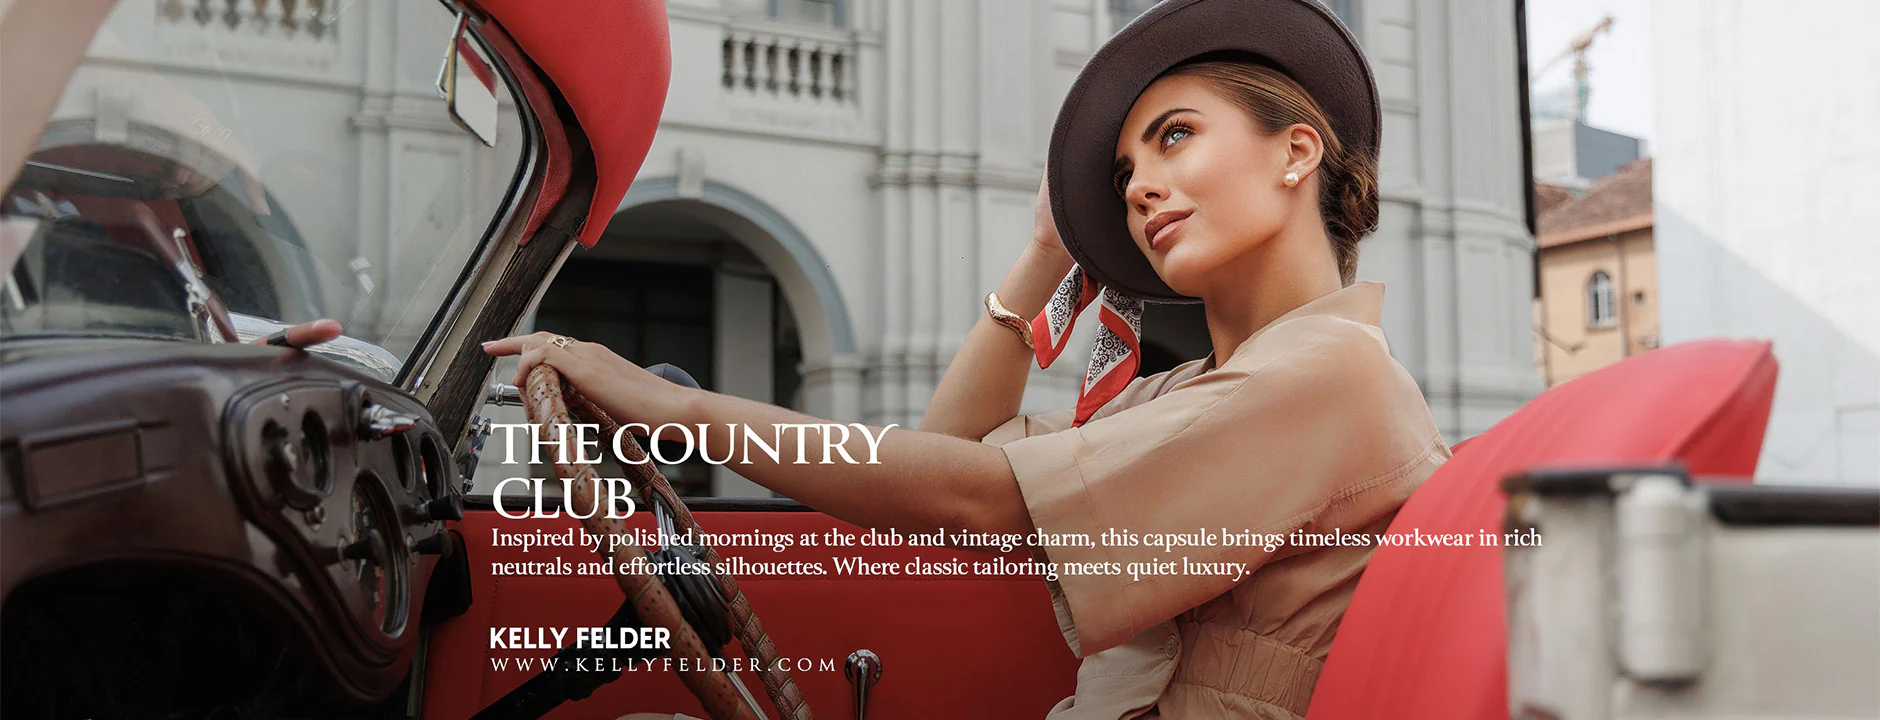 THE COUNTRY
CLUB
Inspired by polished mornings at the club and vintage charm, this capsule brings timeless workwear in rich
neutrals and effortless silhouettes. Where classic tailoring meets quiet luxury.
KELLY FELDER
WWW.KELLYFELDER.COM